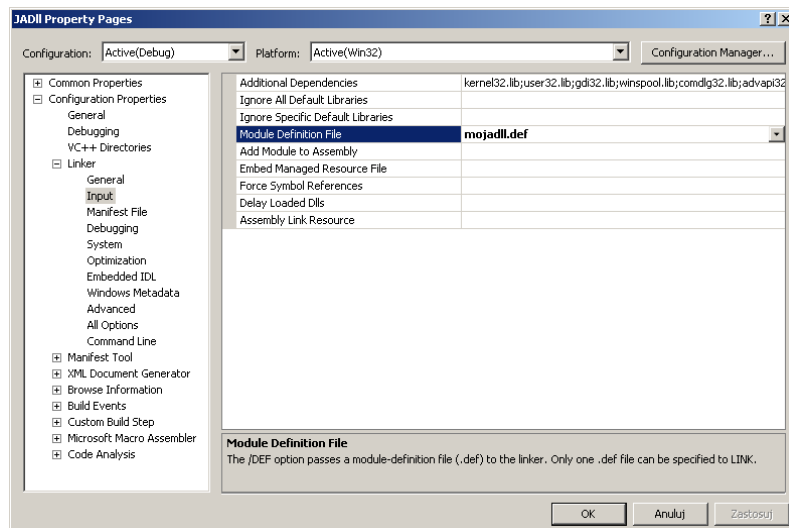 JADll Property Pages
Configuration: Active(Debug) Platform: Active(Win32) Configuration Manager...
Common Properties
Configuration Properties
General
Debugging
VC++ Directories
Linker
General
Input
Manifest File
Debugging
System
Optimization
Embedded IDL
Windows Metadata
Advanced
All Options
Command Line
Manifest Tool
XML Document Generator
Browse Information
Build Events
Custom Build Step
Microsoft Macro Assembler
Code Analysis
Additional Dependencies kernel32.lib;user32.lib;gdi32.lib;winspool.lib;comdlg32.lib;advapi32
Ignore All Default Libraries
Ignore Specific Default Libraries
Module Definition File mojadll.def
Add Module to Assembly
Embed Managed Resource File
Force Symbol References
Delay Loaded Dlls
Assembly Link Resource
Module Definition File
The /DEF option passes a module-definition file (.def) to the linker. Only one .def file can be specified to LINK.
OK Anuluj Zastosuj